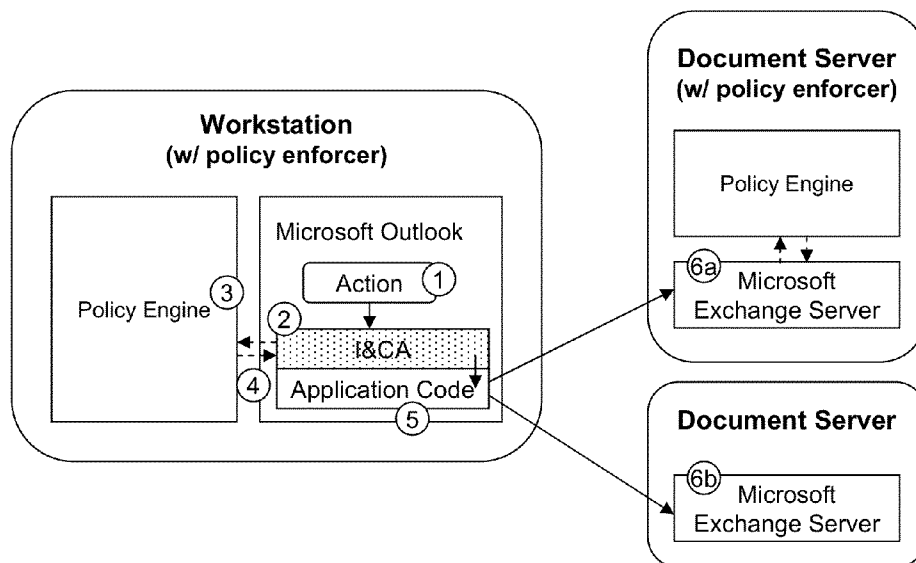 Workstation
(w/ policy enforcer)
Policy Engine
3
Microsoft Outlook
Action
1
2
I&CA
4
Application Code
5
Document Server
(w/ policy enforcer)
Policy Engine
6a
Microsoft
Exchange Server
Document Server
6b
Microsoft
Exchange Server